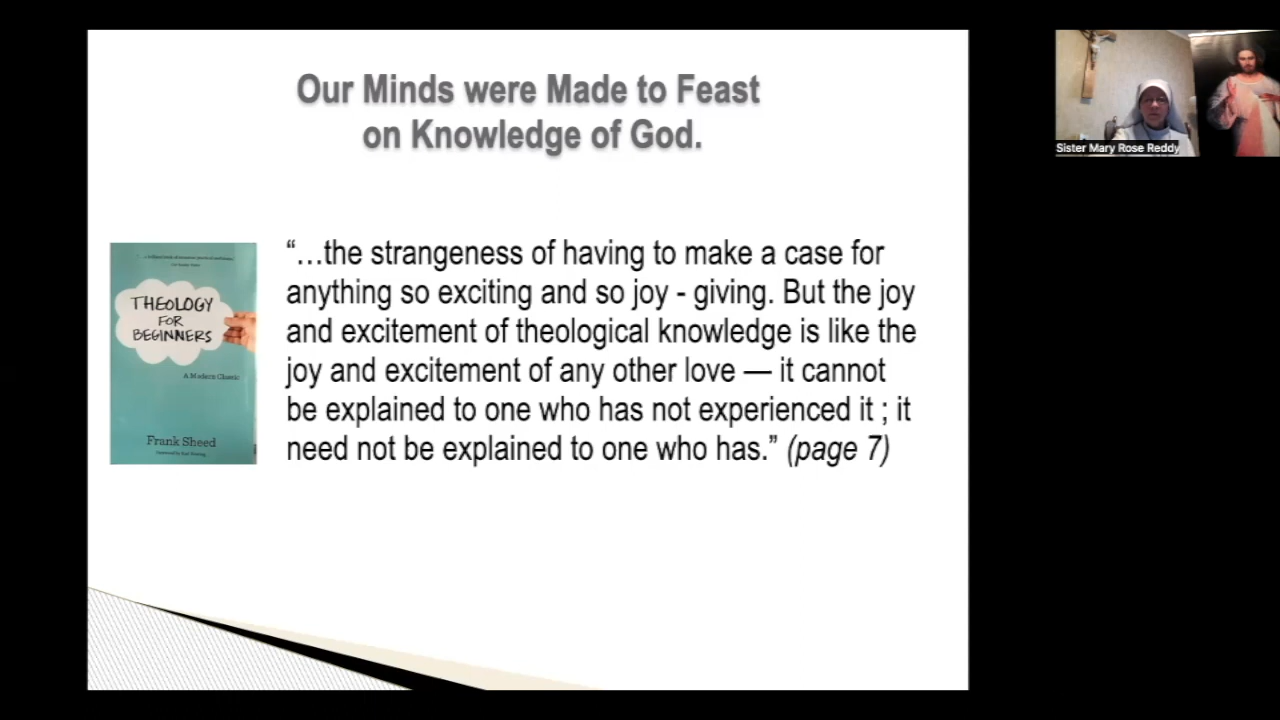 Our Minds were Made to Feast
on Knowledge of God.
Sister Mary Rose Reddy
“…the strangeness of having to make a case for
anything so exciting and so joy - giving. But the joy
and excitement of theological knowledge is like the
joy and excitement of any other love — it cannot
be explained to one who has not experienced it ; it
need not be explained to one who has.” (page 7)
THEOLOGY
FOR
BEGINNERS
A Modern Classic
Frank Sheed